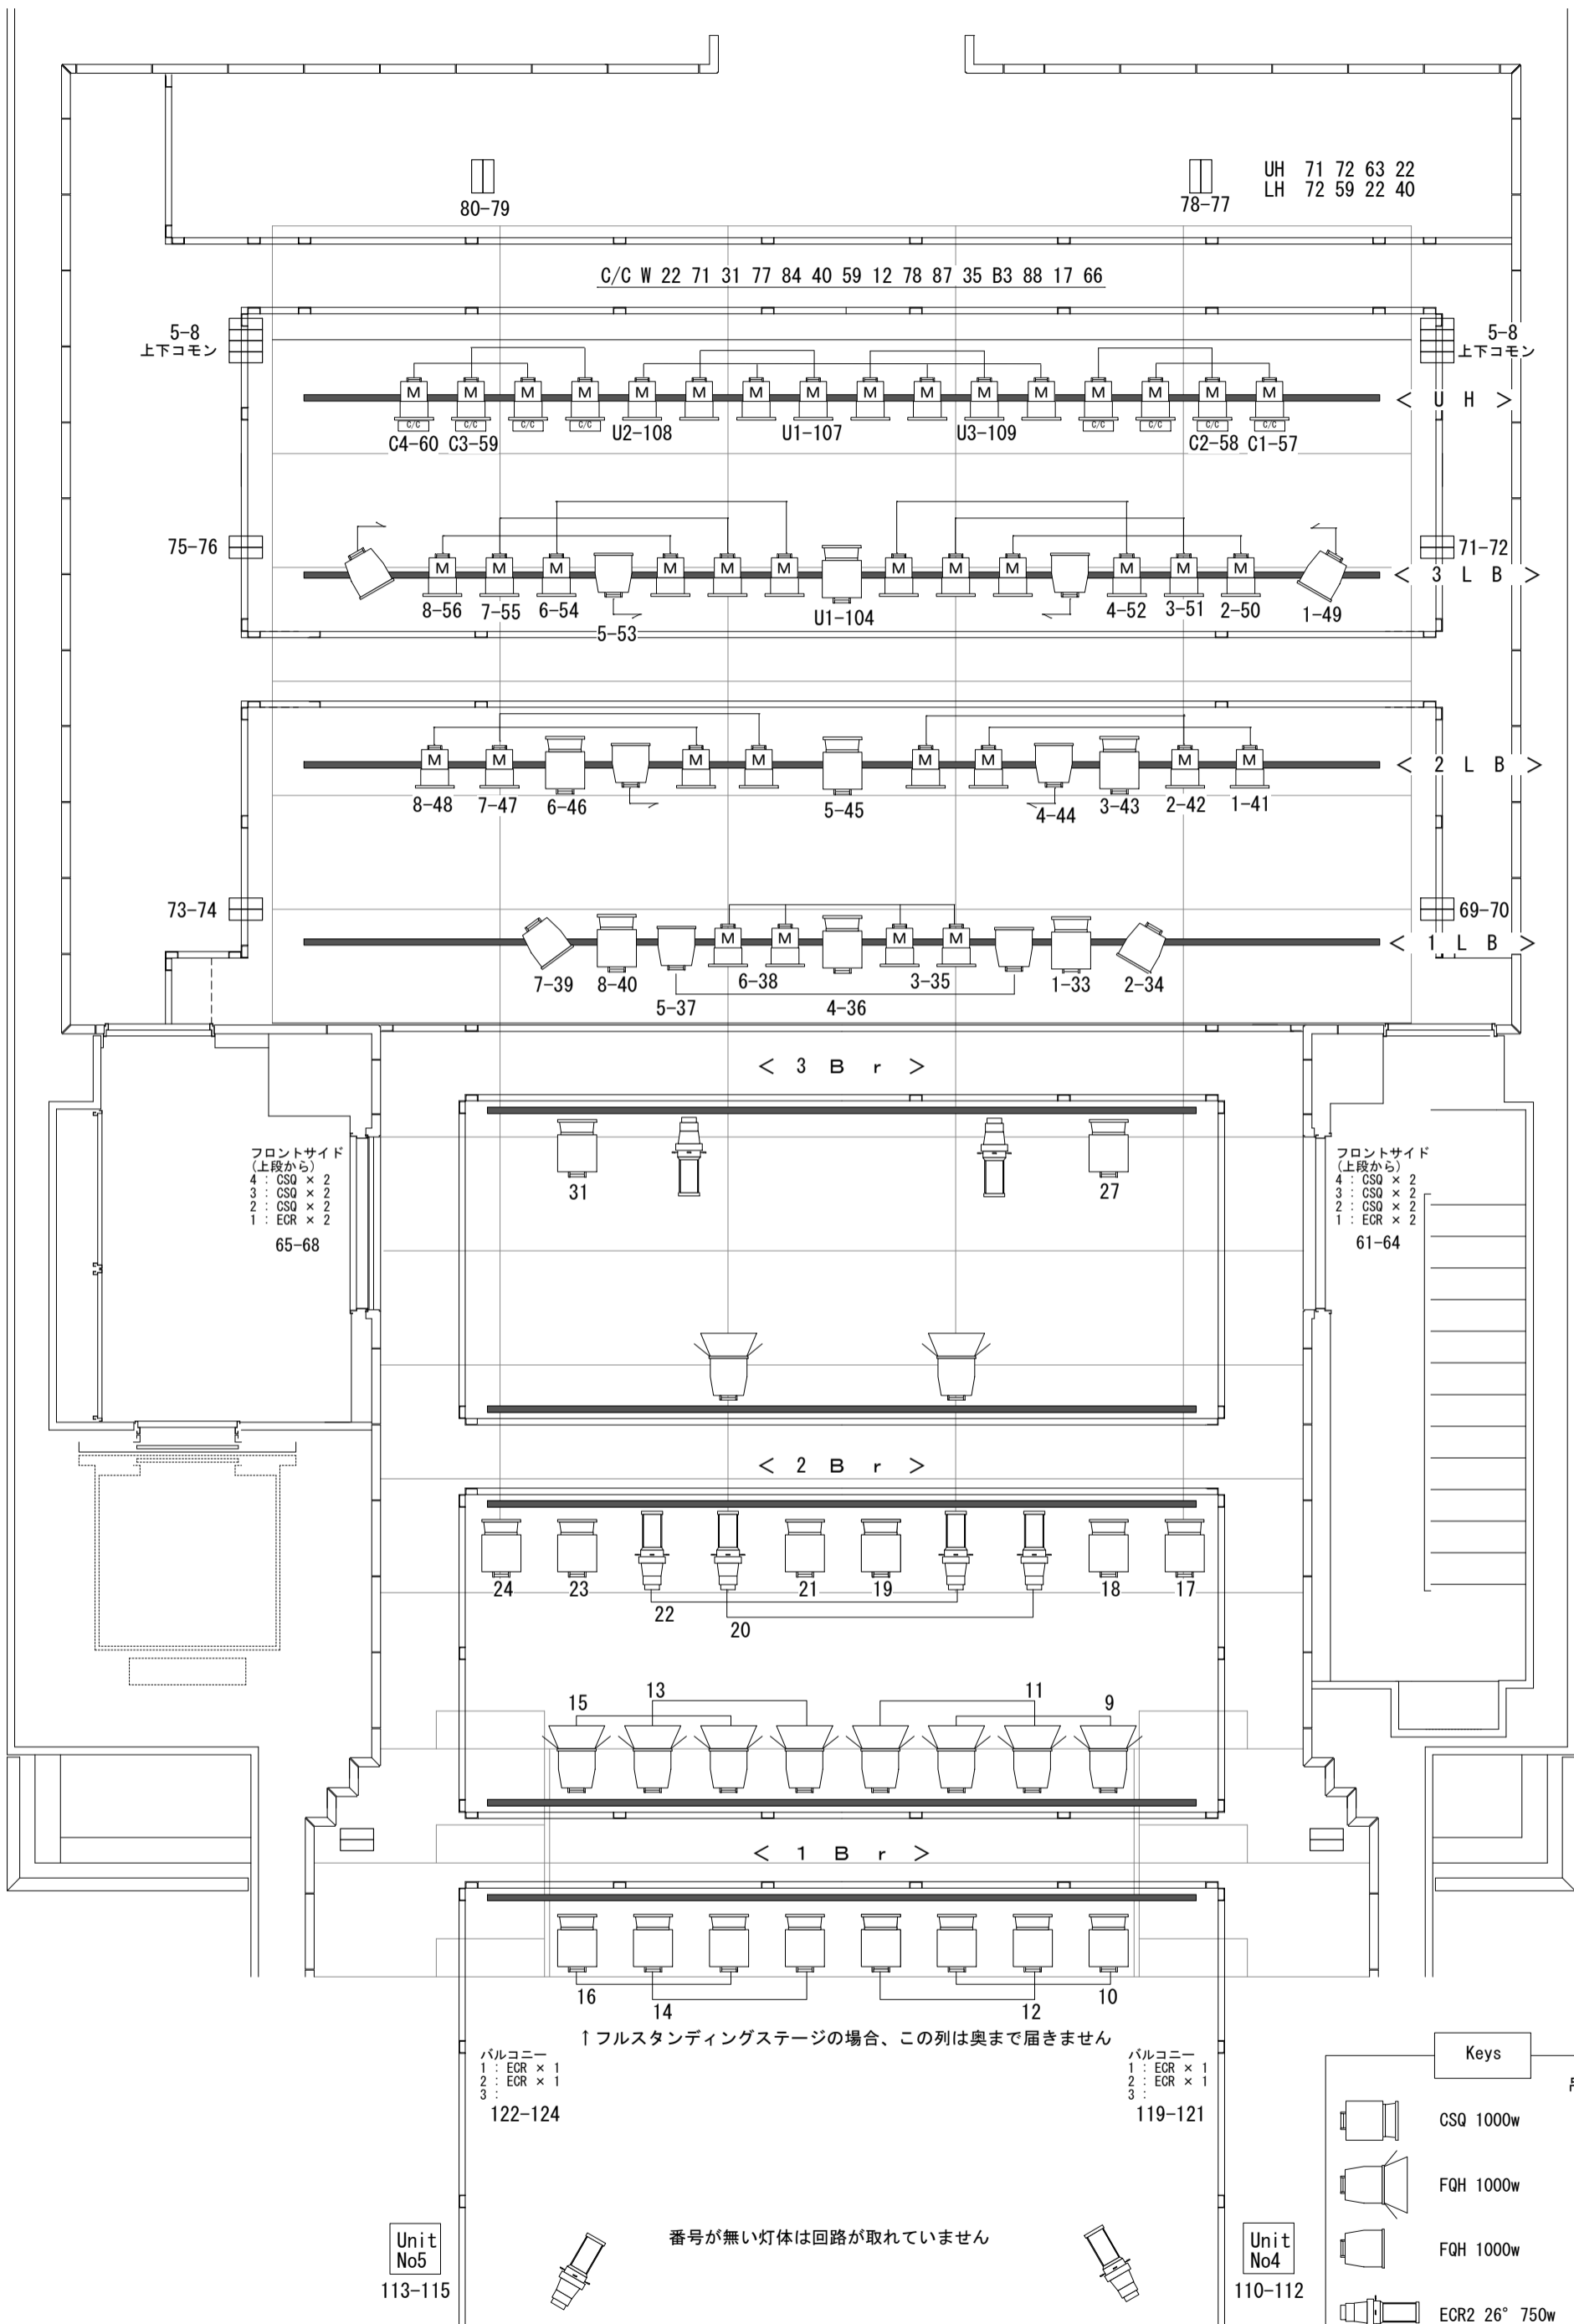 UH 71 72 63 22
LH 72 59 22 40
80-79
78-77
C/C W 22 71 31 77 84 40 59 12 78 87 35 B3 88 17 66
5-8
上下コモン
5-8
上下コモン
M M M M M M M M M M M M M M M M
< U H >
C/C C/C C/C C/C C/C C/C C/C C/C
C4-60 C3-59 U2-108 U1-107 U3-109 C2-58 C1-57
75-76
71-72
M M M M M M M M M M M M
< 3 L B >
8-56 7-55 6-54 5-53 U1-104 4-52 3-51 2-50 1-49
M M M M M M M M
< 2 L B >
8-48 7-47 6-46 5-45 4-44 3-43 2-42 1-41
73-74
69-70
M M M M
< 1 L B >
7-39 8-40 5-37 6-38 4-36 3-35 1-33 2-34
< 3 B r >
フロントサイド
(上段から)
4 : CSQ × 2
3 : CSQ × 2
2 : CSQ × 2
1 : ECR × 2
65-68
31
27
フロントサイド
(上段から)
4 : CSQ × 2
3 : CSQ × 2
2 : CSQ × 2
1 : ECR × 2
61-64
< 2 B r >
24 23 22 20 21 19 18 17
15 13 11 9
< 1 B r >
16 14 12 10
↑フルスタンディングステージの場合、この列は奥まで届きません
バルコニー
1 : ECR × 1
2 : ECR × 1
3 :
122-124
バルコニー
1 : ECR × 1
2 : ECR × 1
3 :
119-121
番号が無い灯体は回路が取れていません
Unit
No5
113-115
Unit
No4
110-112
Keys
CSQ 1000w
FQH 1000w
FQH 1000w
ECR2 26° 750w